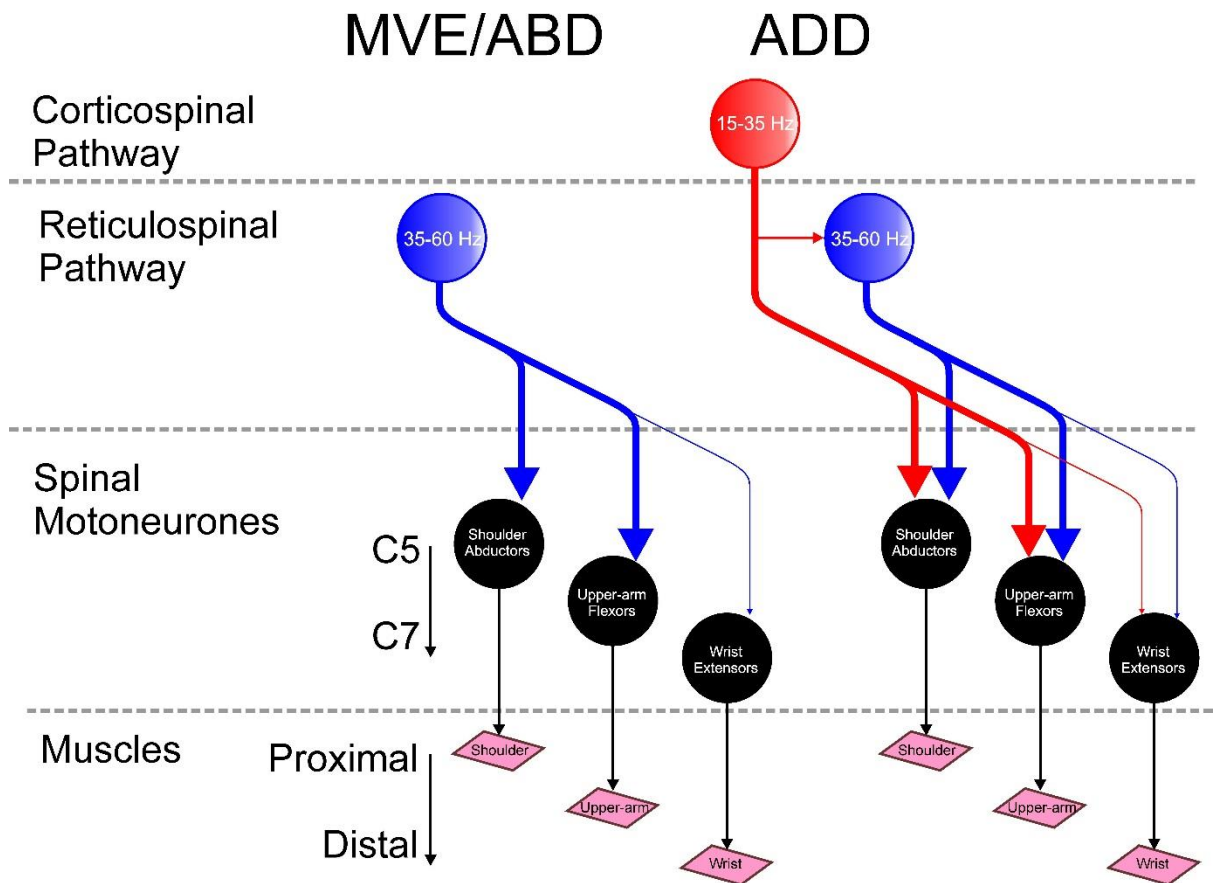 MVE/ABD
ADD
Corticospinal
Pathway
15-35 Hz
Reticulospinal
Pathway
35-60 Hz
35-60 Hz
Spinal
Motoneurones
C5
C7
Shoulder
Abductors
Upper-arm
Flexors
Wrist
Extensors
Shoulder
Abductors
Upper-arm
Flexors
Wrist
Extensors
Muscles
Proximal
Distal
Shoulder
Upper-arm
Wrist
Shoulder
Upper-arm
Wrist